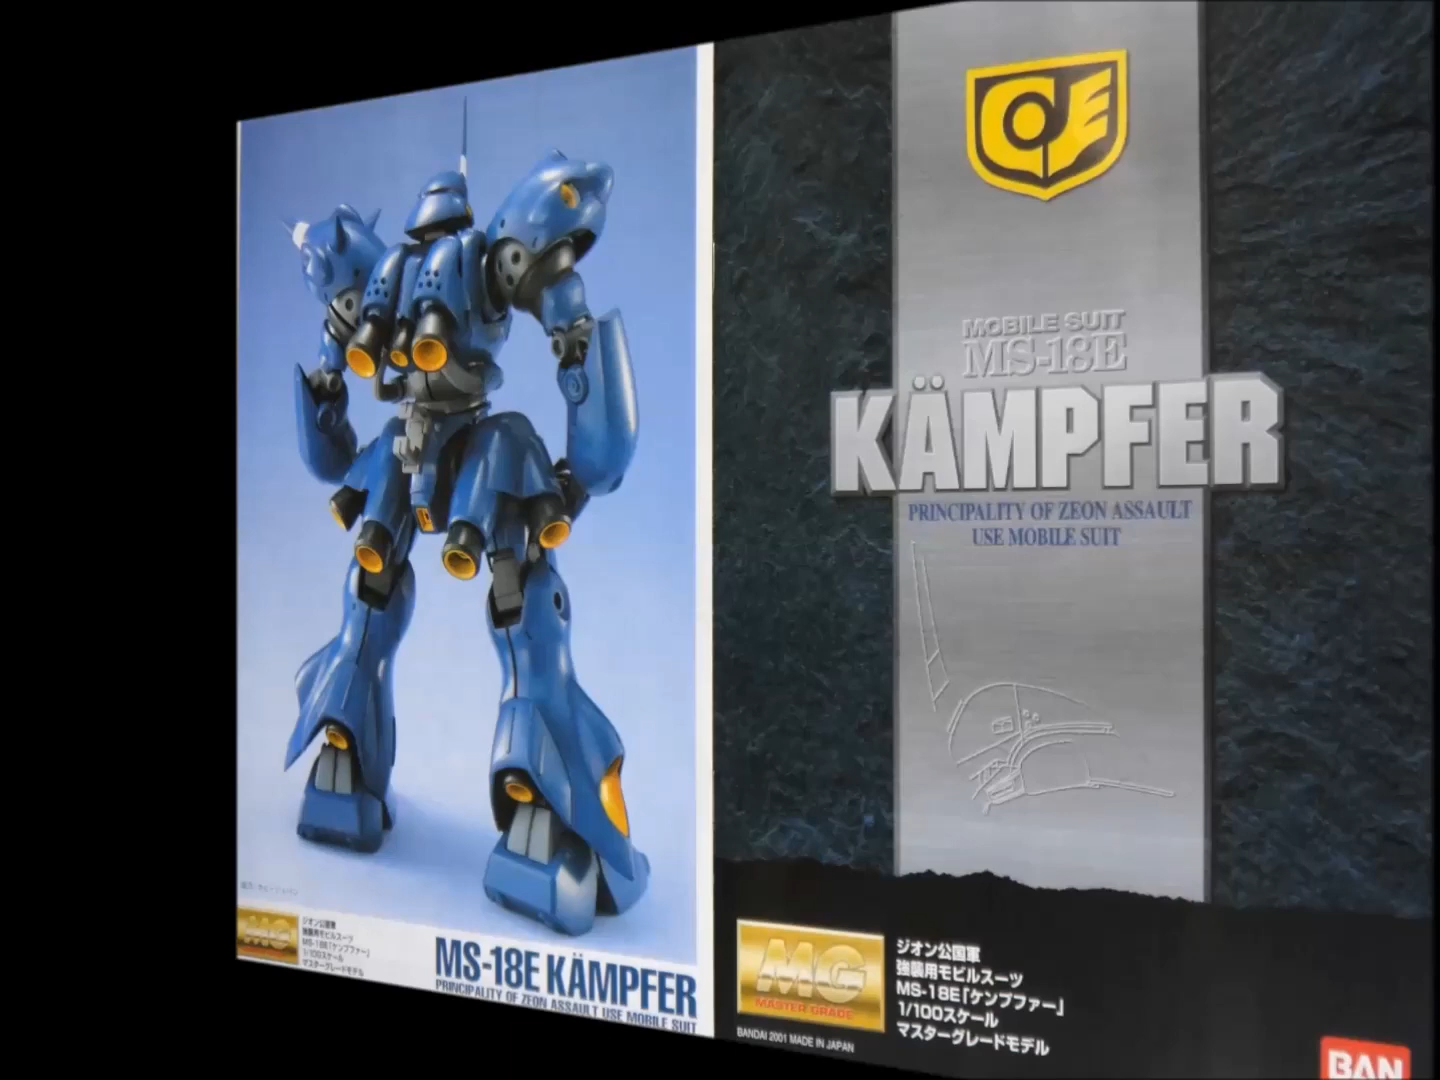 MG
ジオン公国軍
強襲用モビルスーツ
MS-18E「ケンプファー」
1/100スケール
マスターグレードモデル
MS-18E KÄMPFER
PRINCIPALITY OF ZEON ASSAULT USE MOBILE SUIT
MOBILE SUIT
MS-18E
KÄMPFER
PRINCIPALITY OF ZEON ASSAULT
USE MOBILE SUIT
MG
MASTER GRADE
ジオン公国軍
強襲用モビルスーツ
MS-18E「ケンプファー」
1/100スケール
マスターグレードモデル
BANDAI 2001 MADE IN JAPAN
BAN